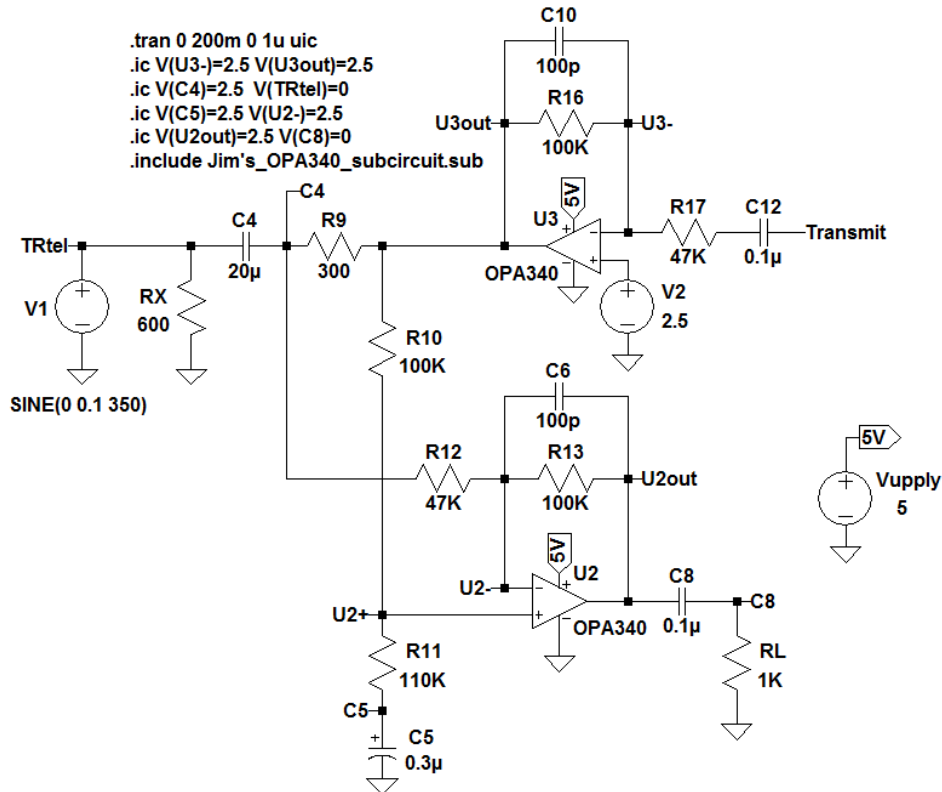 .tran 0 200m 0 1u uic
.ic V(U3-)=2.5 V(U3out)=2.5
.ic V(C4)=2.5 V(TRtel)=0
.ic V(C5)=2.5 V(U2-)=2.5
.ic V(U2out)=2.5 V(C8)=0
.include Jim's_OPA340_subcircuit.sub
C10
100p
R16
100K
U3out
U3-
5V
U3
OPA340
R17
47K
C12
0.1µ
Transmit
V2
2.5
C4
C4
20µ
R9
300
TRtel
V1
RX
600
SINE(0 0.1 350)
R10
100K
C6
100p
R12
47K
R13
100K
U2out
5V
U2
U2-
U2+
OPA340
C8
0.1µ
C8
RL
1K
R11
110K
C5
C5
0.3µ
5V
Vupply
5